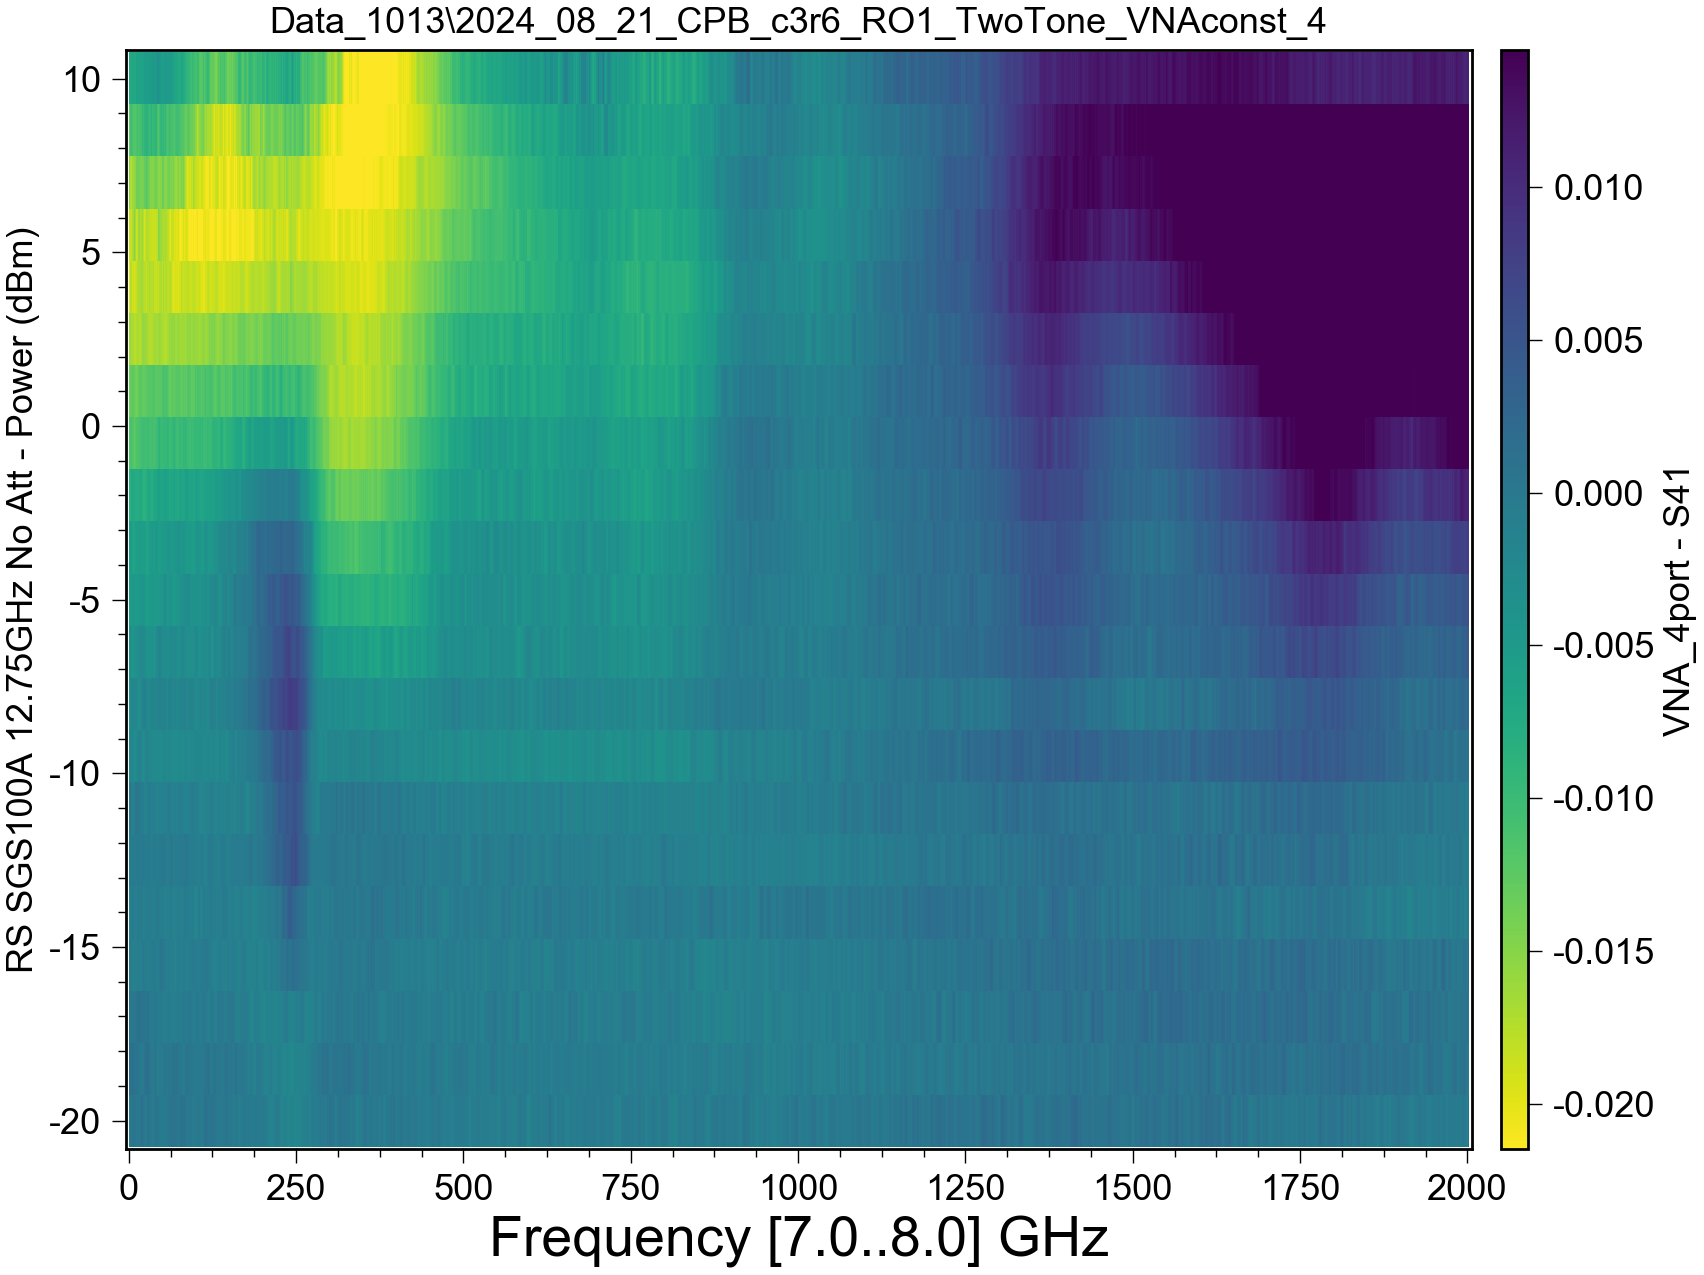 Data_1013\2024_08_21_CPB_c3r6_RO1_TwoTone_VNAconst_4
RS SGS100A 12.75GHz No Att - Power (dBm)
10
5
0
-5
-10
-15
-20
0 250 500 750 1000 1250 1500 1750 2000
Frequency [7.0..8.0] GHz
0.010
0.005
0.000
-0.005
-0.010
-0.015
-0.020
VNA_4port - S41